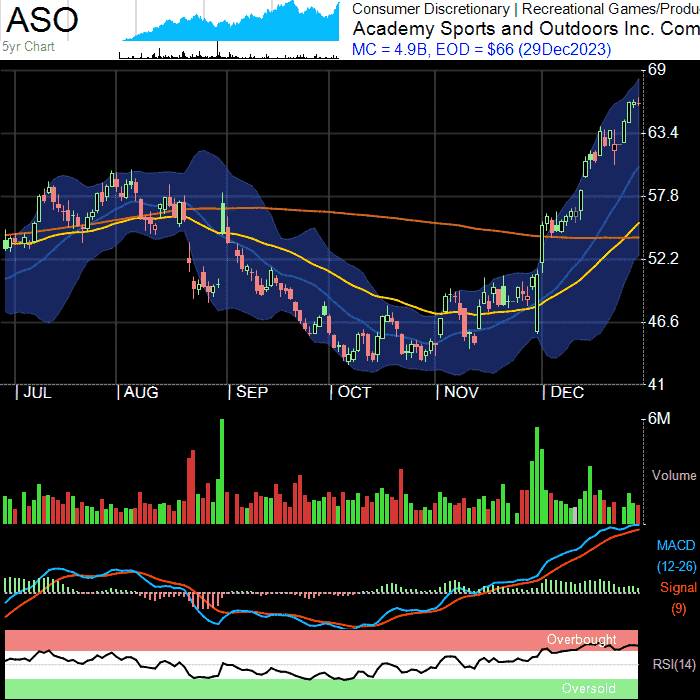 ASO
5yr Chart
Consumer Discretionary | Recreational Games/Produ
Academy Sports and Outdoors Inc. Com
MC = 4.9B, EOD = $66 (29Dec2023)
69
63.4
57.8
52.2
46.6
41
JUL AUG SEP OCT NOV DEC
6M
Volume
MACD
(12-26)
Signal
(9)
Overbought
RSI(14)
Oversold